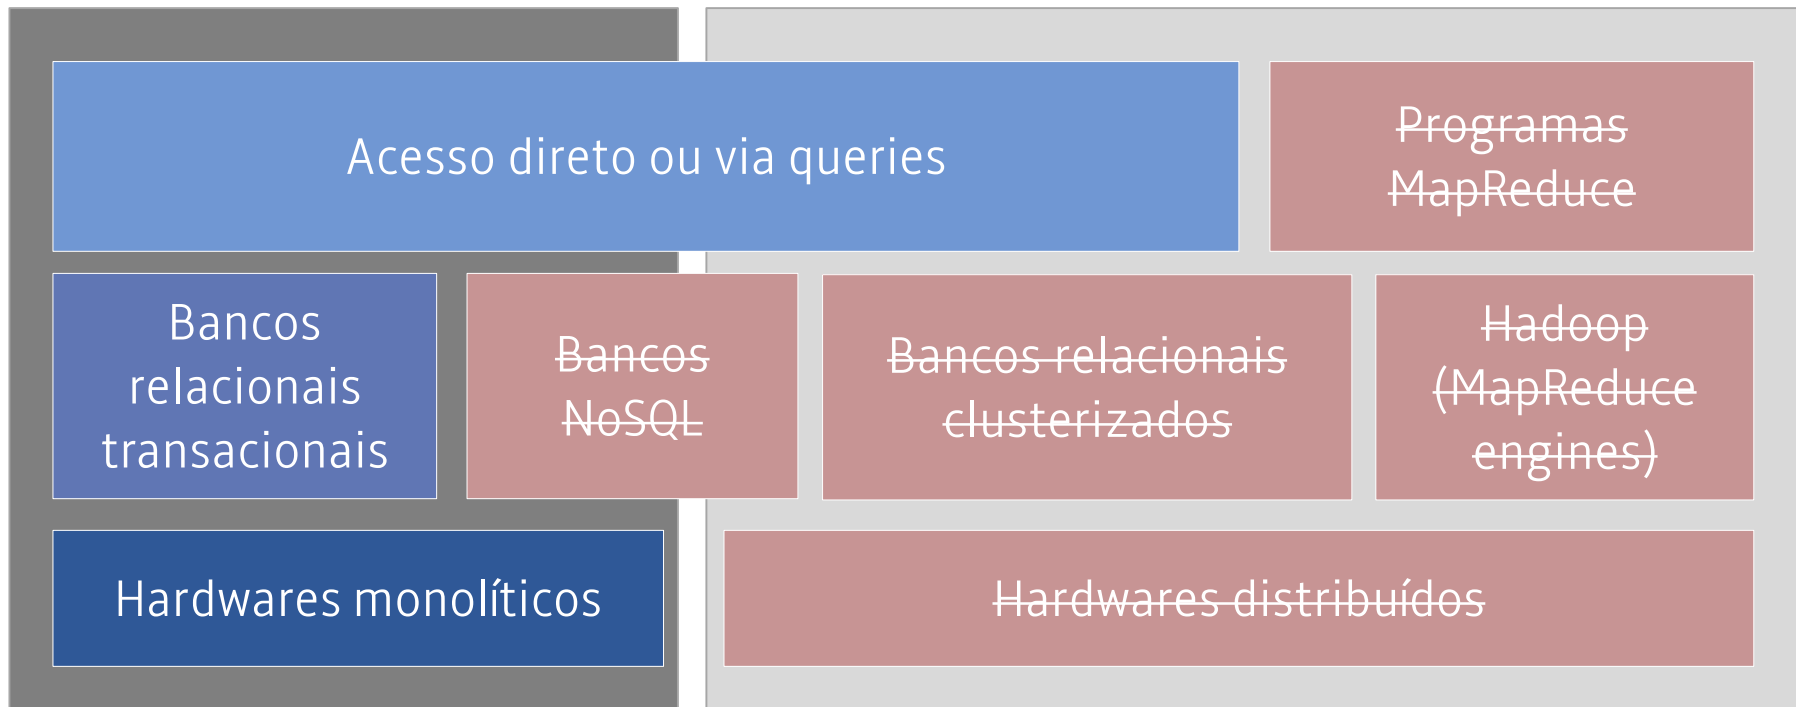 Acesso direto ou via queries
Programas
MapReduce
Bancos
relacionais
transacionais
Bancos
NoSQL
Bancos relacionais
clusterizados
Hadoop
(MapReduce
engines)
Hardwares monolíticos
Hardwares distribuídos